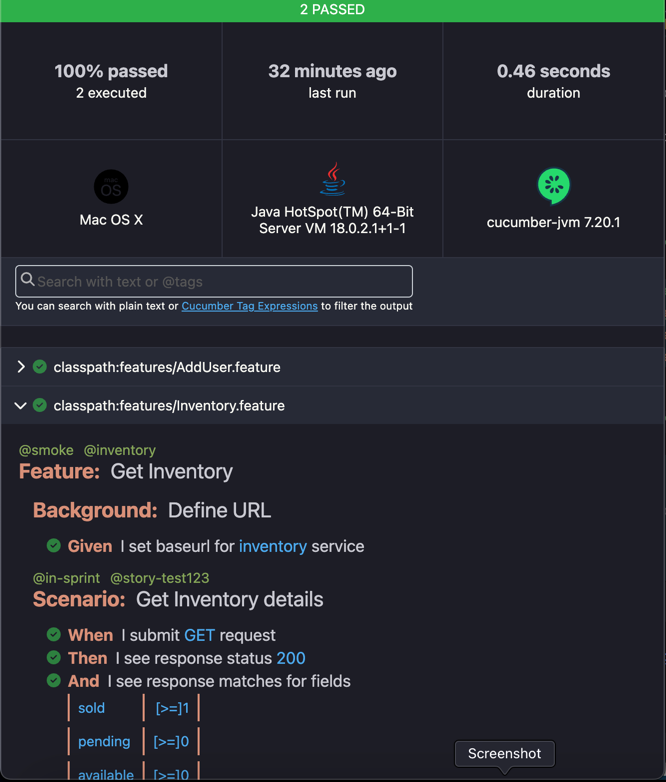 2 PASSED
100% passed
2 executed
32 minutes ago
last run
0.46 seconds
duration
Mac
OS
Mac OS X
Java HotSpot(TM) 64-Bit
Server VM 18.0.2.1+1-1
cucumber-jvm 7.20.1
Search with text or @tags
You can search with plain text or Cucumber Tag Expressions to filter the output
classpath:features/AddUser.feature
classpath:features/Inventory.feature
@smoke @inventory
Feature: Get Inventory
Background: Define URL
Given I set baseurl for inventory service
@in-sprint @story-test123
Scenario: Get Inventory details
When I submit GET request
Then I see response status 200
And I see response matches for fields
sold [>=]1
pending [>=]0
available [>=]0
Screenshot